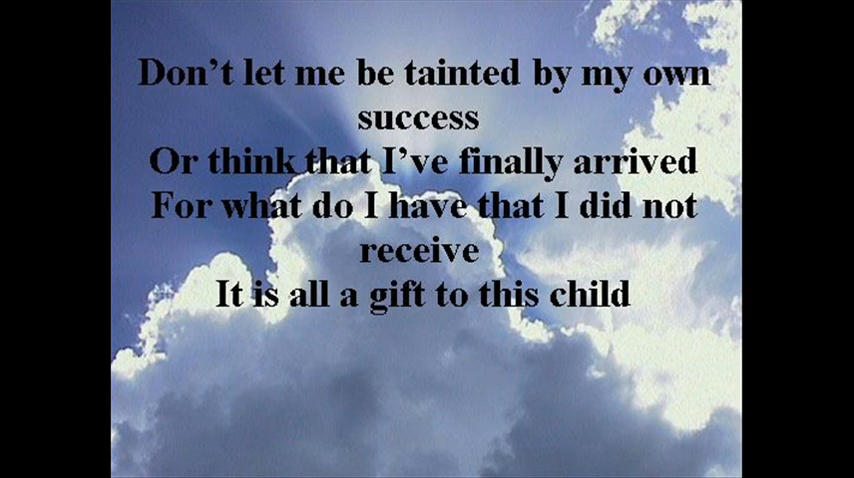 Don’t let me be tainted by my own
success
Or think that I’ve finally arrived
For what do I have that I did not
receive
It is all a gift to this child